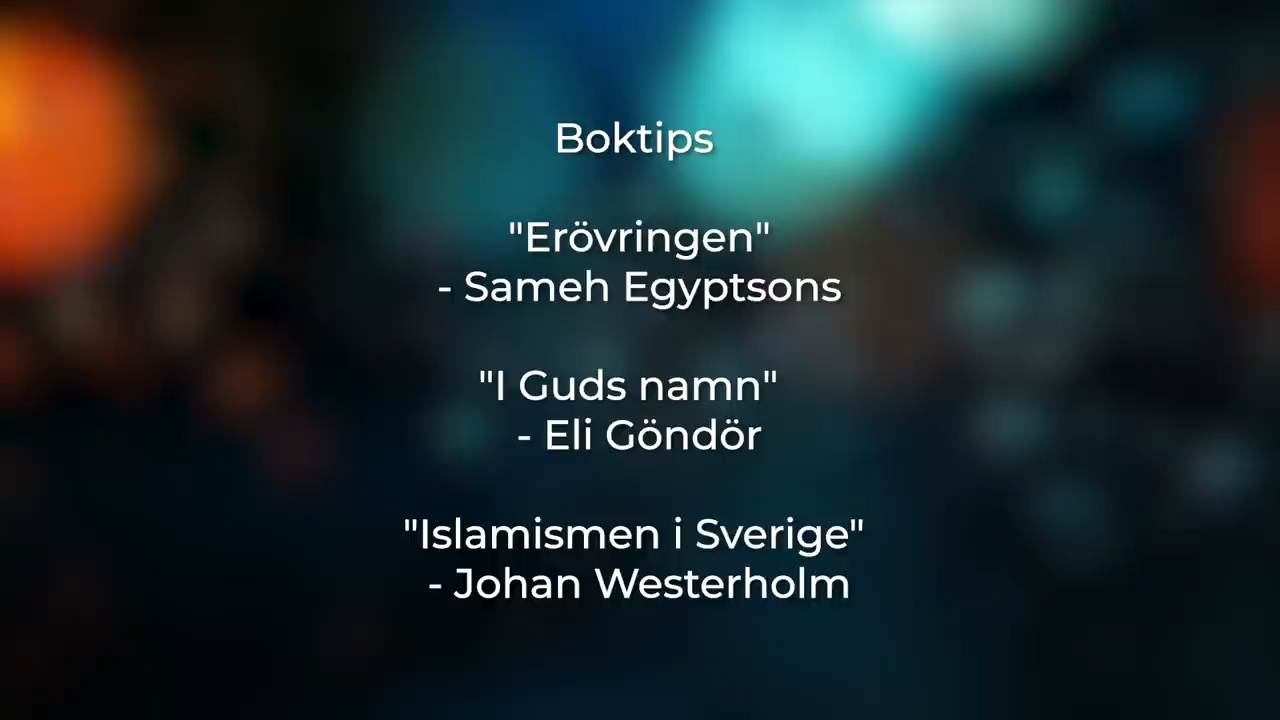 Boktips
"Erövringen"
- Sameh Egyptsons
"I Guds namn"
- Eli Göndör
"Islamismen i Sverige"
- Johan Westerholm